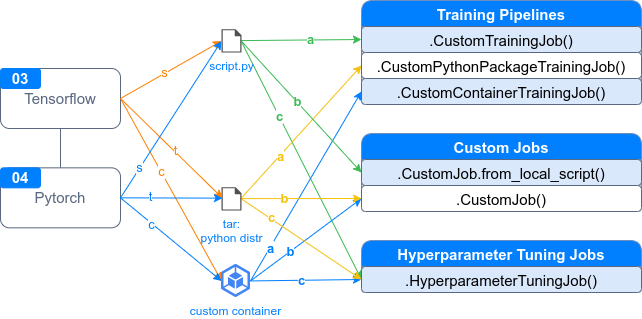 03
Tensorflow
04
Pytorch
s
t
c
s
t
c
script.py
tar:
python distr
custom container
a
b
c
a
b
c
a
b
c
Training Pipelines
.CustomTrainingJob()
.CustomPythonPackageTrainingJob()
.CustomContainerTrainingJob()
Custom Jobs
.CustomJob.from_local_script()
.CustomJob()
Hyperparameter Tuning Jobs
.HyperparameterTuningJob()